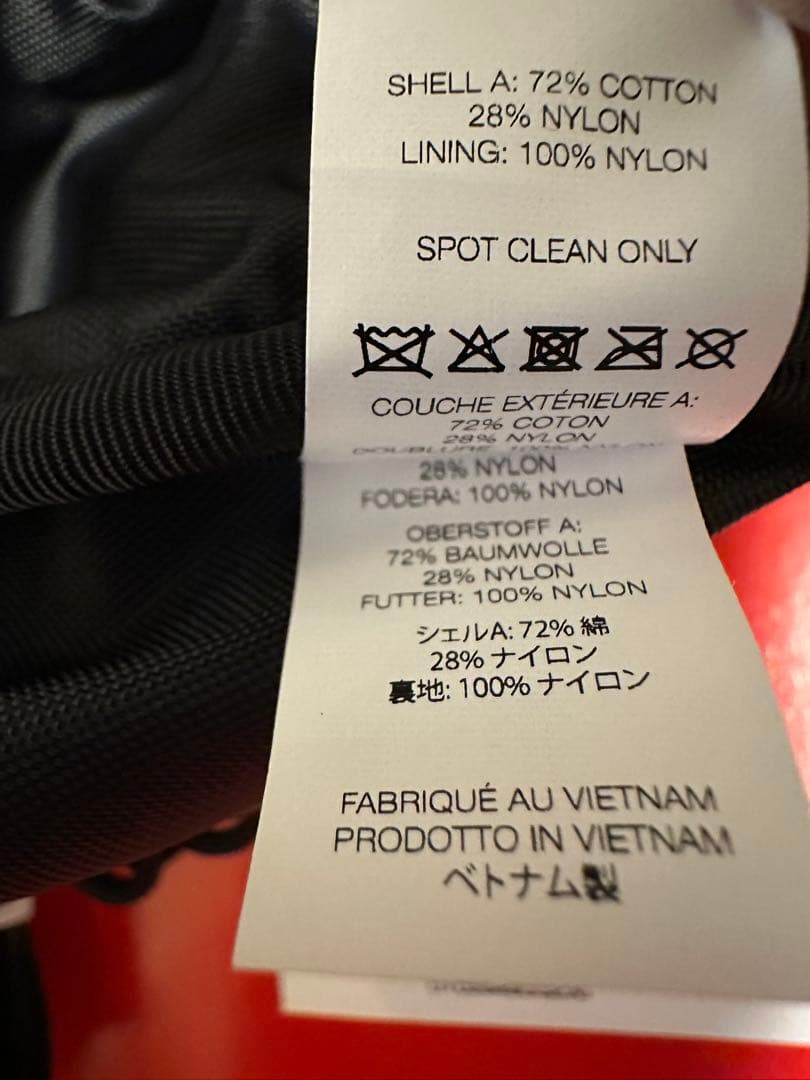 SHELL A: 72% COTTON
28% NYLON
LINING: 100% NYLON
SPOT CLEAN ONLY
COUCHE EXTÉRIEURE A:
72% COTON
28% NYLON
DOUBLURE: 100% NYLON
28% NYLON
FODERA: 100% NYLON
OBERSTOFF A:
72% BAUMWOLLE
28% NYLON
FUTTER: 100% NYLON
シェルA: 72% 綿
28% ナイロン
裏地: 100% ナイロン
FABRIQUÉ AU VIETNAM
PRODOTTO IN VIETNAM
ベトナム製